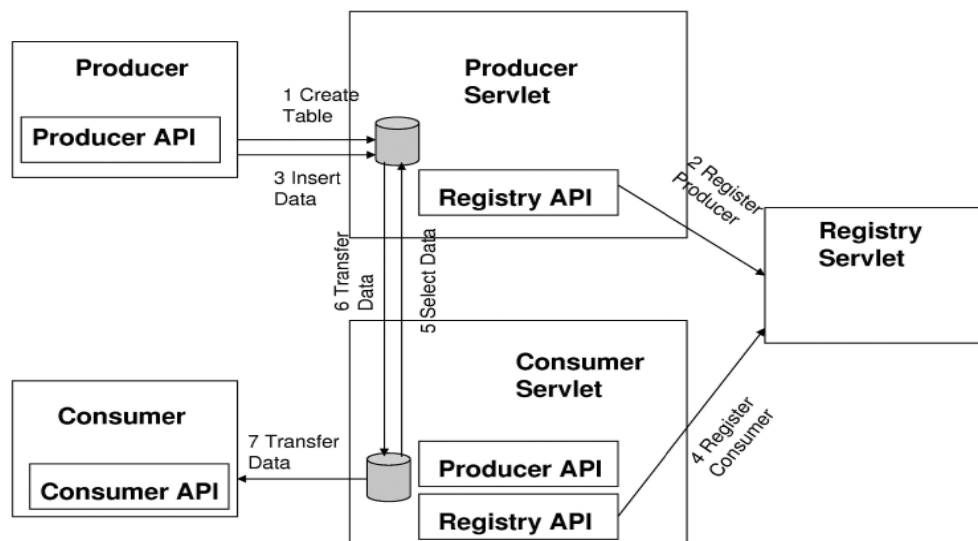 Producer
Producer API
1 Create
Table
3 Insert
Data
Producer
Servlet
Registry API
2 Register
Producer
Registry
Servlet
6 Transfer
Data
5 Select Data
Consumer
Servlet
Producer API
Registry API
4 Register
Consumer
7 Transfer
Data
Consumer
Consumer API